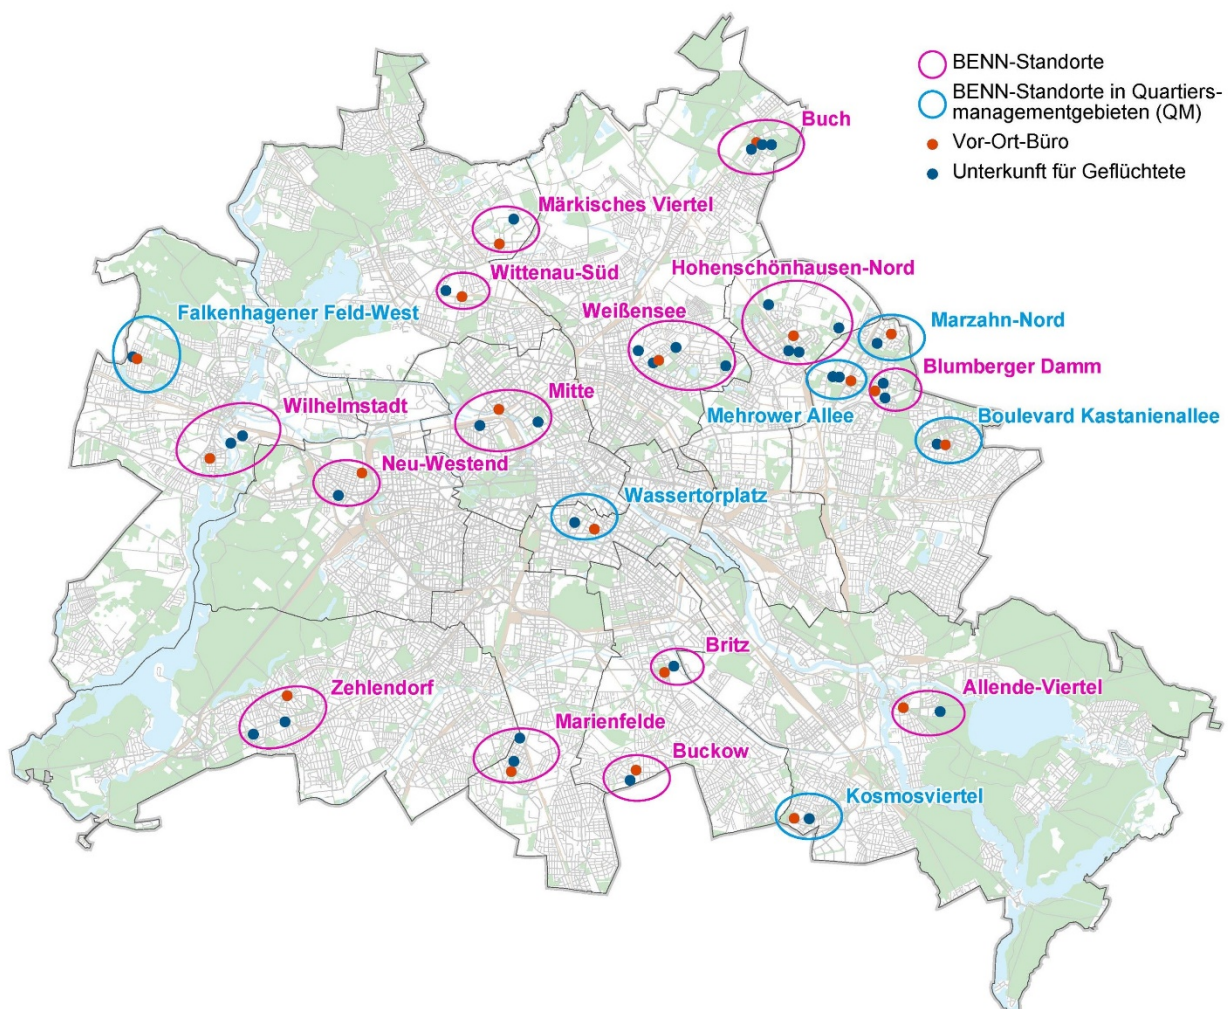 BENN-Standorte
BENN-Standorte in Quartiers-
managementgebieten (QM)
Vor-Ort-Büro
Unterkunft für Geflüchtete
Buch
Märkisches Viertel
Wittenau-Süd
Hohenschönhausen-Nord
Falkenhagener Feld-West
Weißensee
Marzahn-Nord
Blumberger Damm
Wilhelmstadt
Mitte
Mehrower Allee
Boulevard Kastanienallee
Neu-Westend
Wassertorplatz
Britz
Zehlendorf
Allende-Viertel
Marienfelde
Buckow
Kosmosviertel